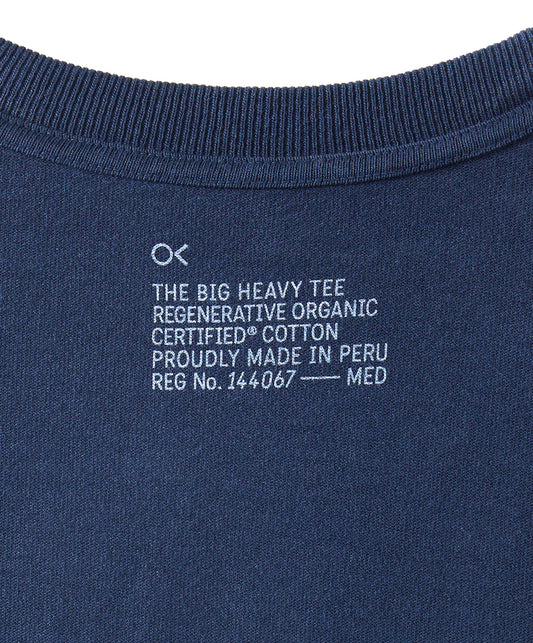 OK
THE BIG HEAVY TEE
REGENERATIVE ORGANIC
CERTIFIED® COTTON
PROUDLY MADE IN PERU
REG No. 144067 — MED